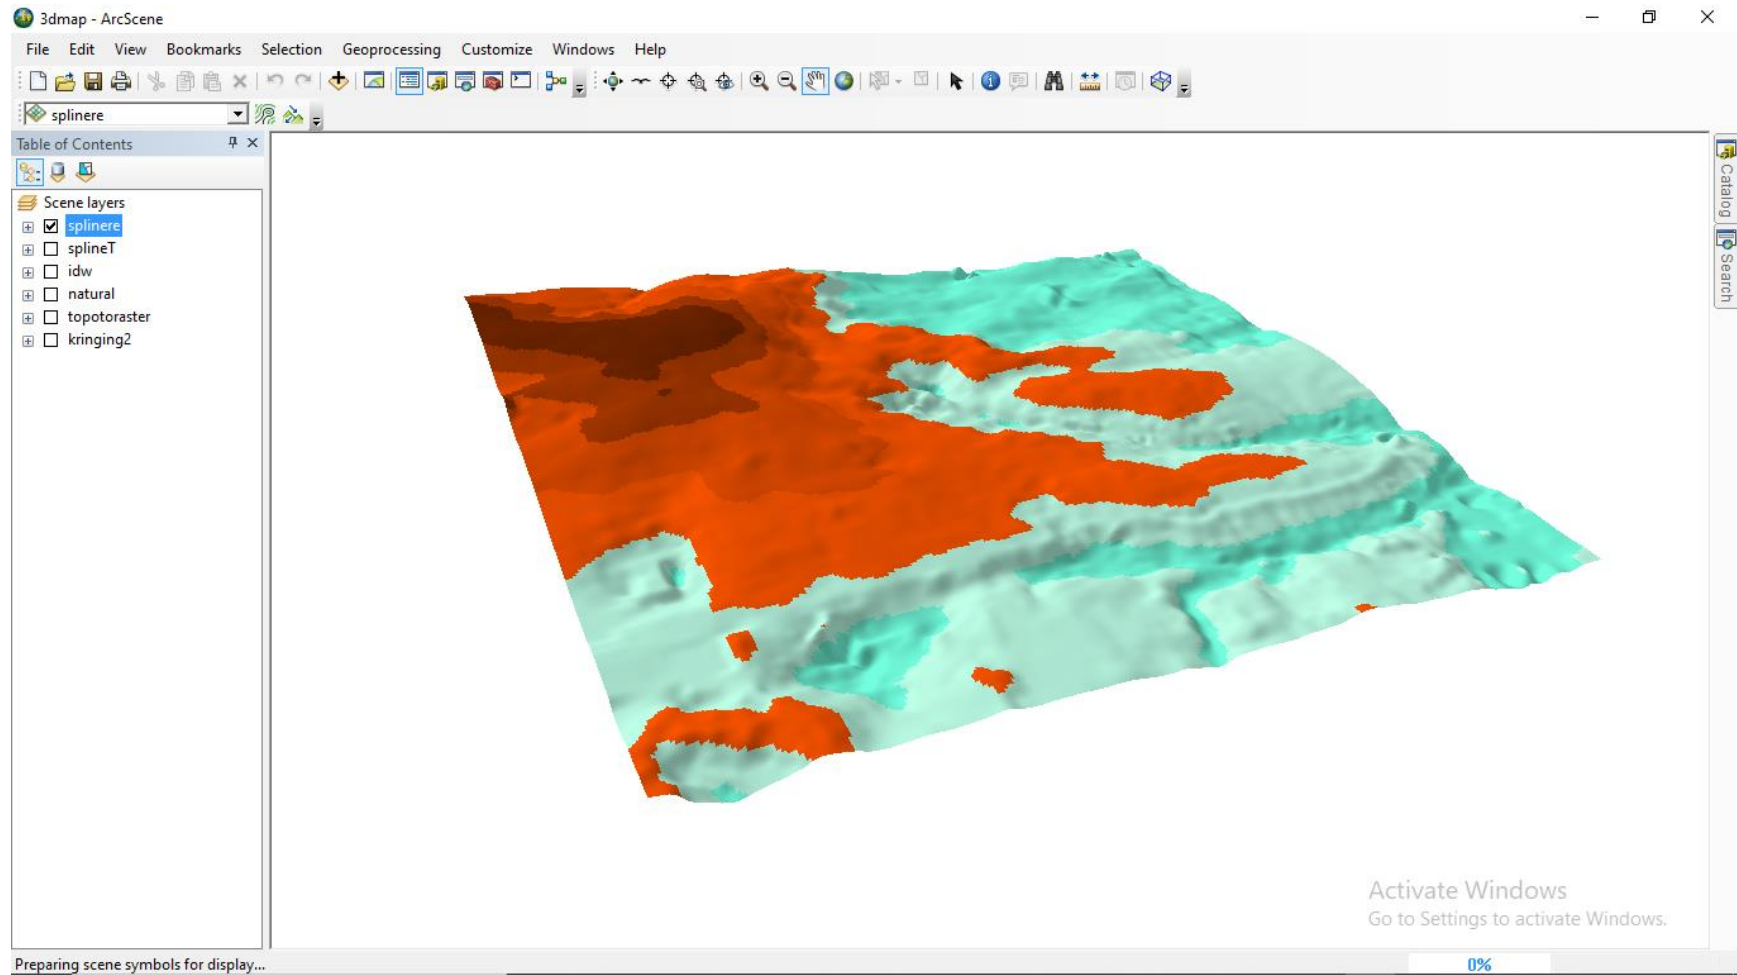 3dmap - ArcScene
File Edit View Bookmarks Selection Geoprocessing Customize Windows Help
splinere
Table of Contents
Scene layers
splinere
splineT
idw
natural
topotoraster
kringing2
Catalog
Search
Activate Windows
Go to Settings to activate Windows.
Preparing scene symbols for display...
0%